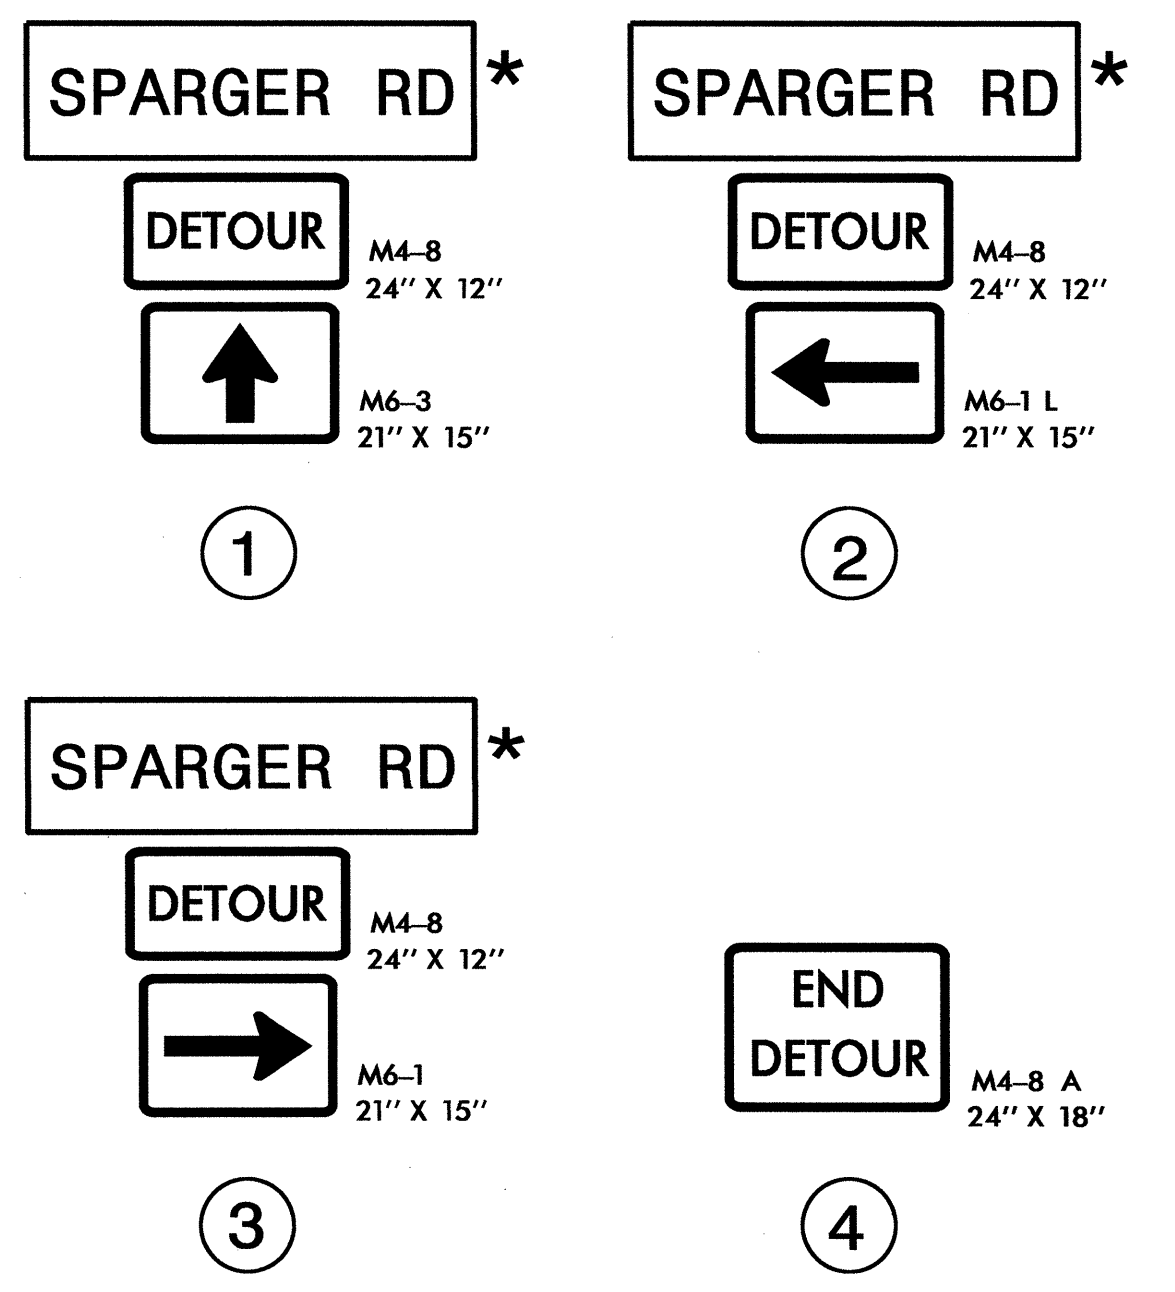 SPARGER RD *
DETOUR
M4–8
24″ X 12″
M6–3
21″ X 15″
1
SPARGER RD *
DETOUR
M4–8
24″ X 12″
M6–1 L
21″ X 15″
2
SPARGER RD *
DETOUR
M4–8
24″ X 12″
M6–1
21″ X 15″
3
END
DETOUR
M4–8 A
24″ X 18″
4